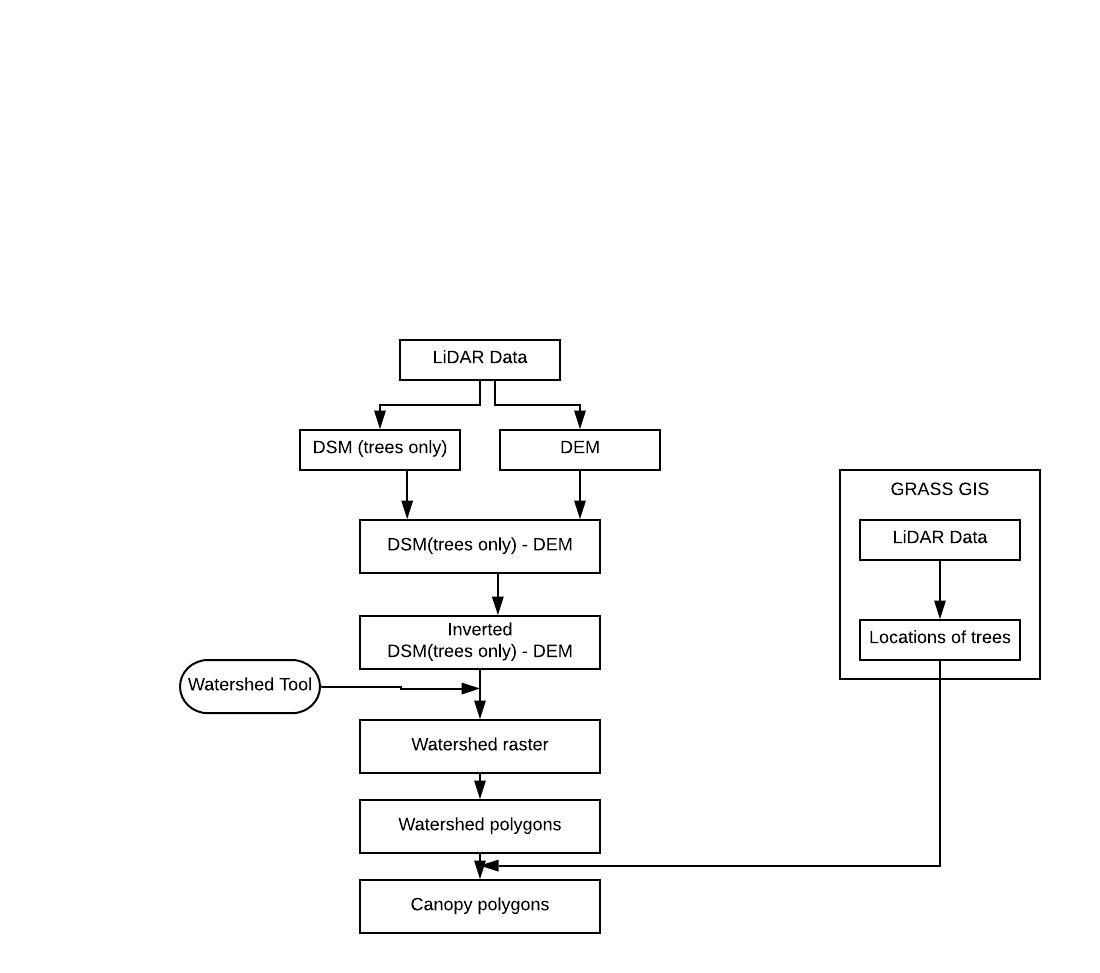 LiDAR Data
DSM (trees only)
DEM
DSM(trees only) - DEM
Inverted
DSM(trees only) - DEM
Watershed Tool
Watershed raster
Watershed polygons
Canopy polygons
GRASS GIS
LiDAR Data
Locations of trees